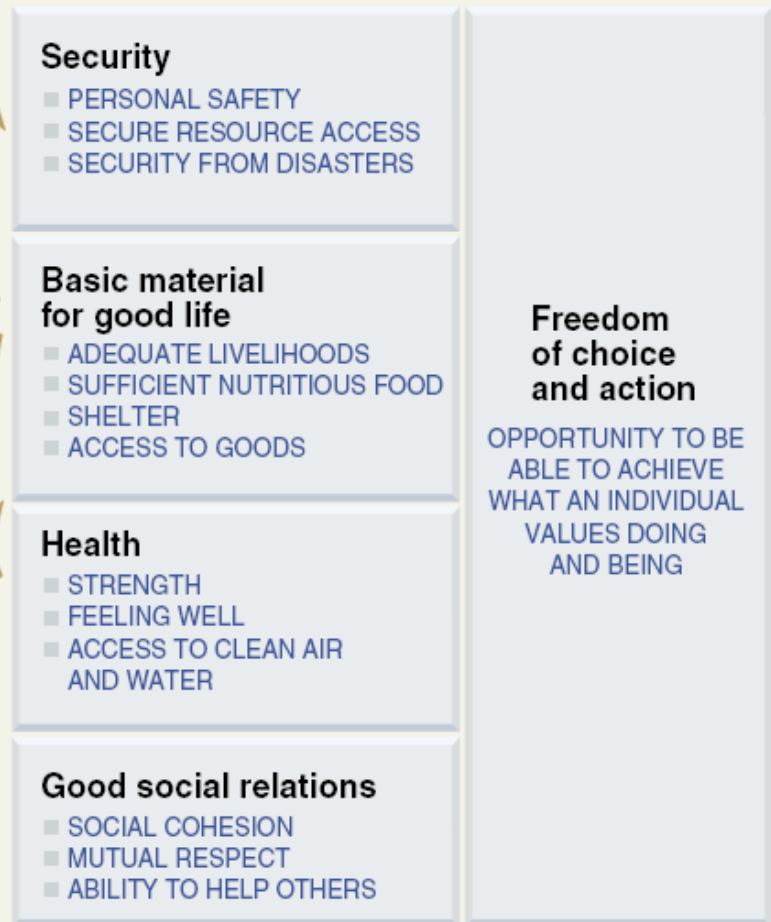 Security
PERSONAL SAFETY
SECURE RESOURCE ACCESS
SECURITY FROM DISASTERS
Basic material
for good life
ADEQUATE LIVELIHOODS
SUFFICIENT NUTRITIOUS FOOD
SHELTER
ACCESS TO GOODS
Health
STRENGTH
FEELING WELL
ACCESS TO CLEAN AIR
AND WATER
Good social relations
SOCIAL COHESION
MUTUAL RESPECT
ABILITY TO HELP OTHERS
Freedom
of choice
and action
OPPORTUNITY TO BE
ABLE TO ACHIEVE
WHAT AN INDIVIDUAL
VALUES DOING
AND BEING